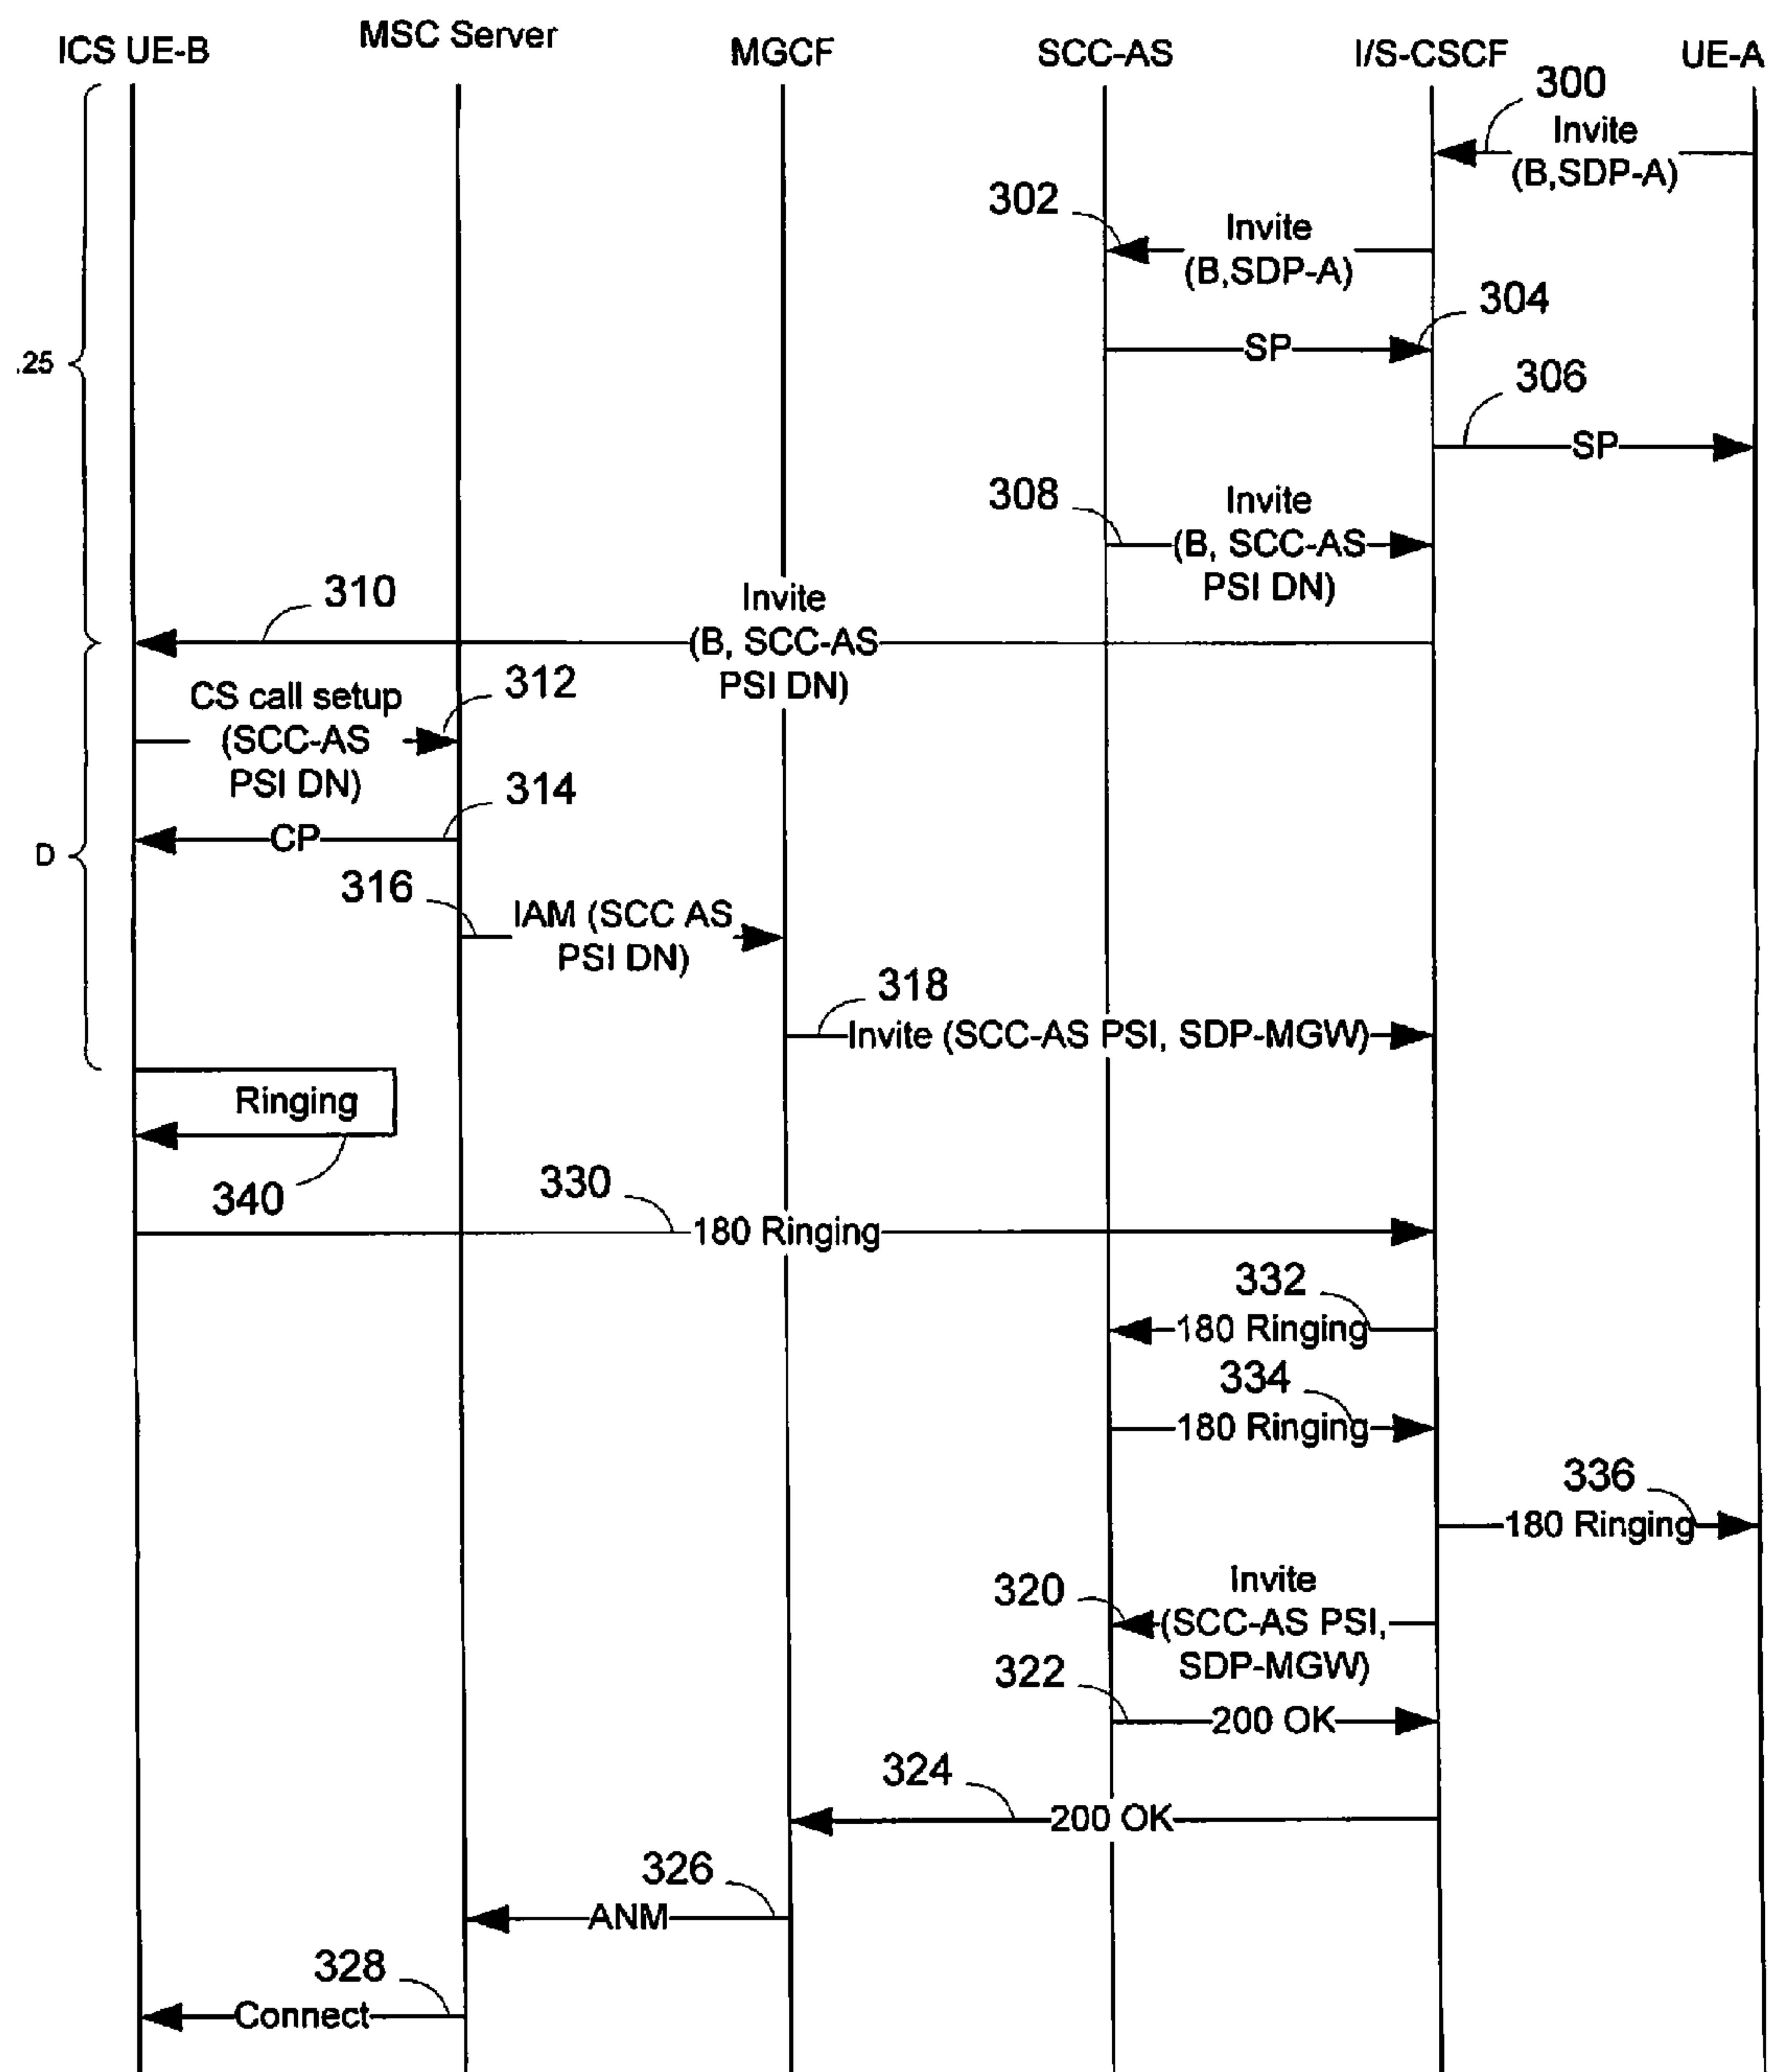 ICS UE-B
MSC Server
MGCF
SCC-AS
I/S-CSCF
UE-A
300
Invite
(B,SDP-A)
302
Invite
(B,SDP-A)
304
SP
.25
306
SP
308
Invite
(B, SCC-AS
PSI DN)
310
Invite
(B, SCC-AS
PSI DN)
312
CS call setup
(SCC-AS
PSI DN)
314
CP
D
316
IAM (SCC AS
PSI DN)
318
Invite (SCC-AS PSI, SDP-MGW)
Ringing
340
330
180 Ringing
332
180 Ringing
334
180 Ringing
336
180 Ringing
320
Invite
(SCC-AS PSI,
SDP-MGW)
322
200 OK
324
200 OK
326
ANM
328
Connect